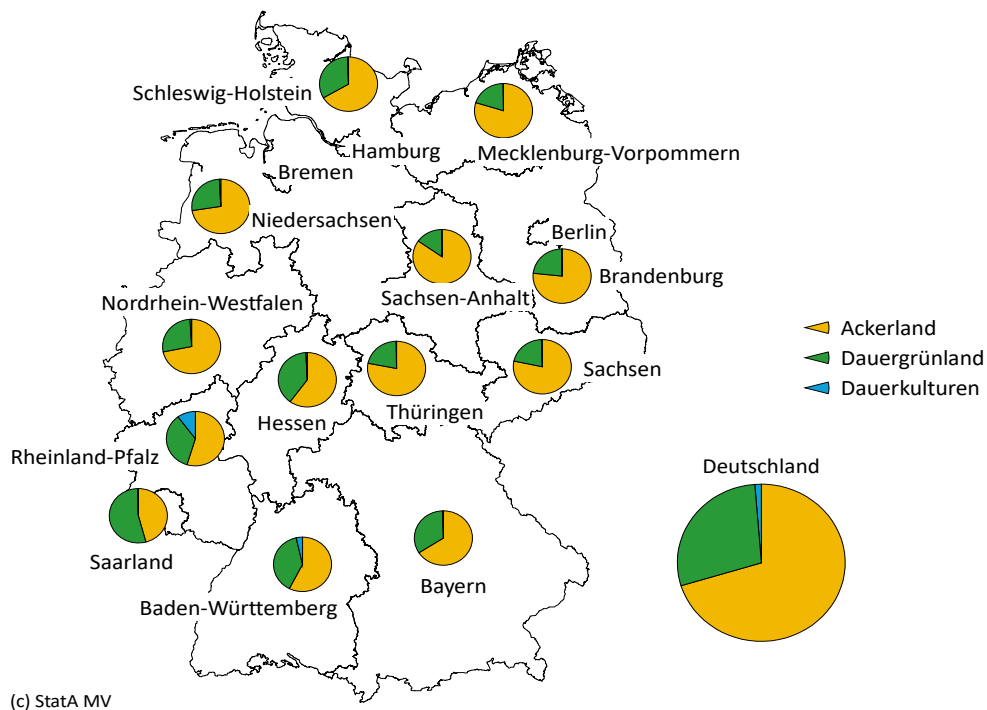 Schleswig-Holstein
Hamburg
Mecklenburg-Vorpommern
Bremen
Niedersachsen
Berlin
Brandenburg
Sachsen-Anhalt
Nordrhein-Westfalen
Ackerland
Dauergrünland
Dauerkulturen
Sachsen
Thüringen
Hessen
Rheinland-Pfalz
Deutschland
Saarland
Bayern
Baden-Württemberg
(c) StatA MV